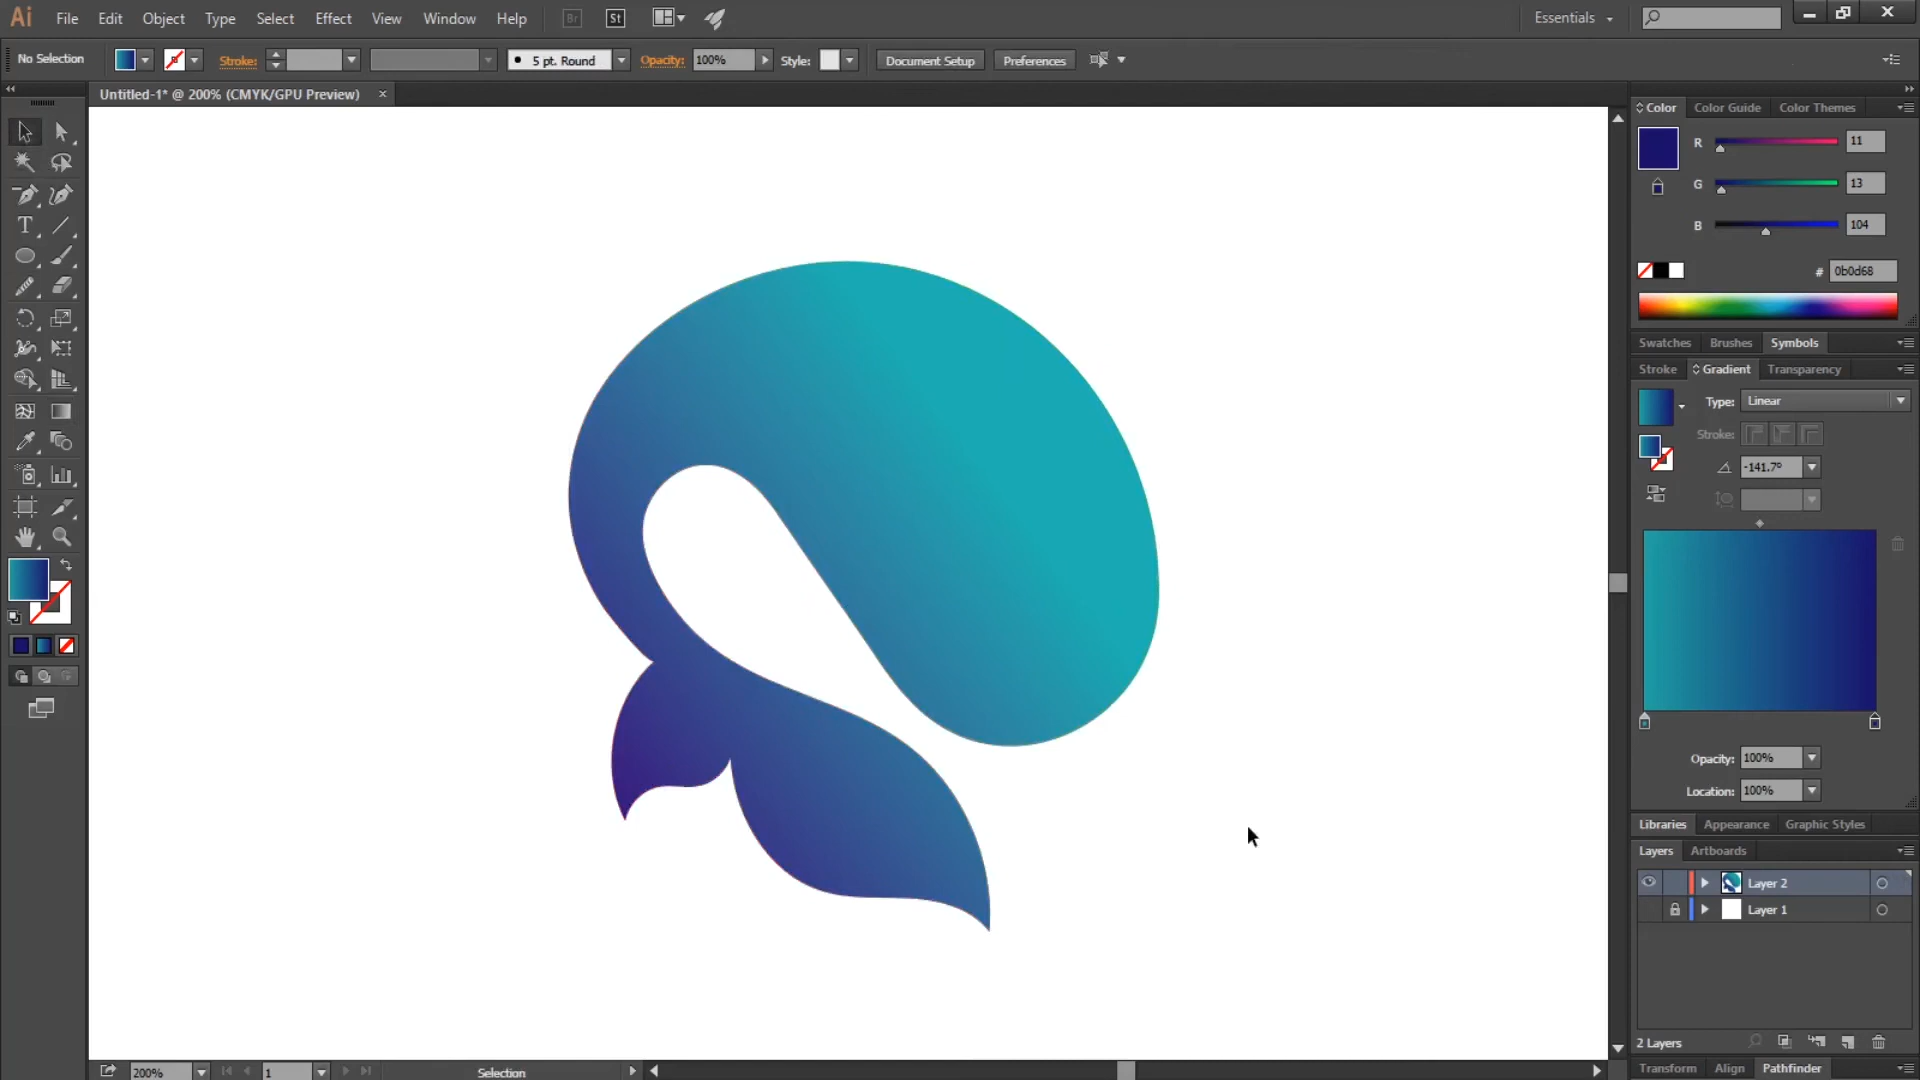 Ai File Edit Object Type Select Effect View Window Help Br St Essentials
No Selection Stroke: 5 pt. Round Opacity: 100% Style: Document Setup Preferences
Untitled-1* @ 200% (CMYK/GPU Preview) ×
Color Color Guide Color Themes
R 11
G 13
B 104
# 0b0d68
Swatches Brushes Symbols
Stroke Gradient Transparency
Type: Linear
Stroke:
-141.7°
Opacity: 100%
Location: 100%
Libraries Appearance Graphic Styles
Layers Artboards
Layer 2
Layer 1
2 Layers
Transform Align Pathfinder
200% 1 Selection